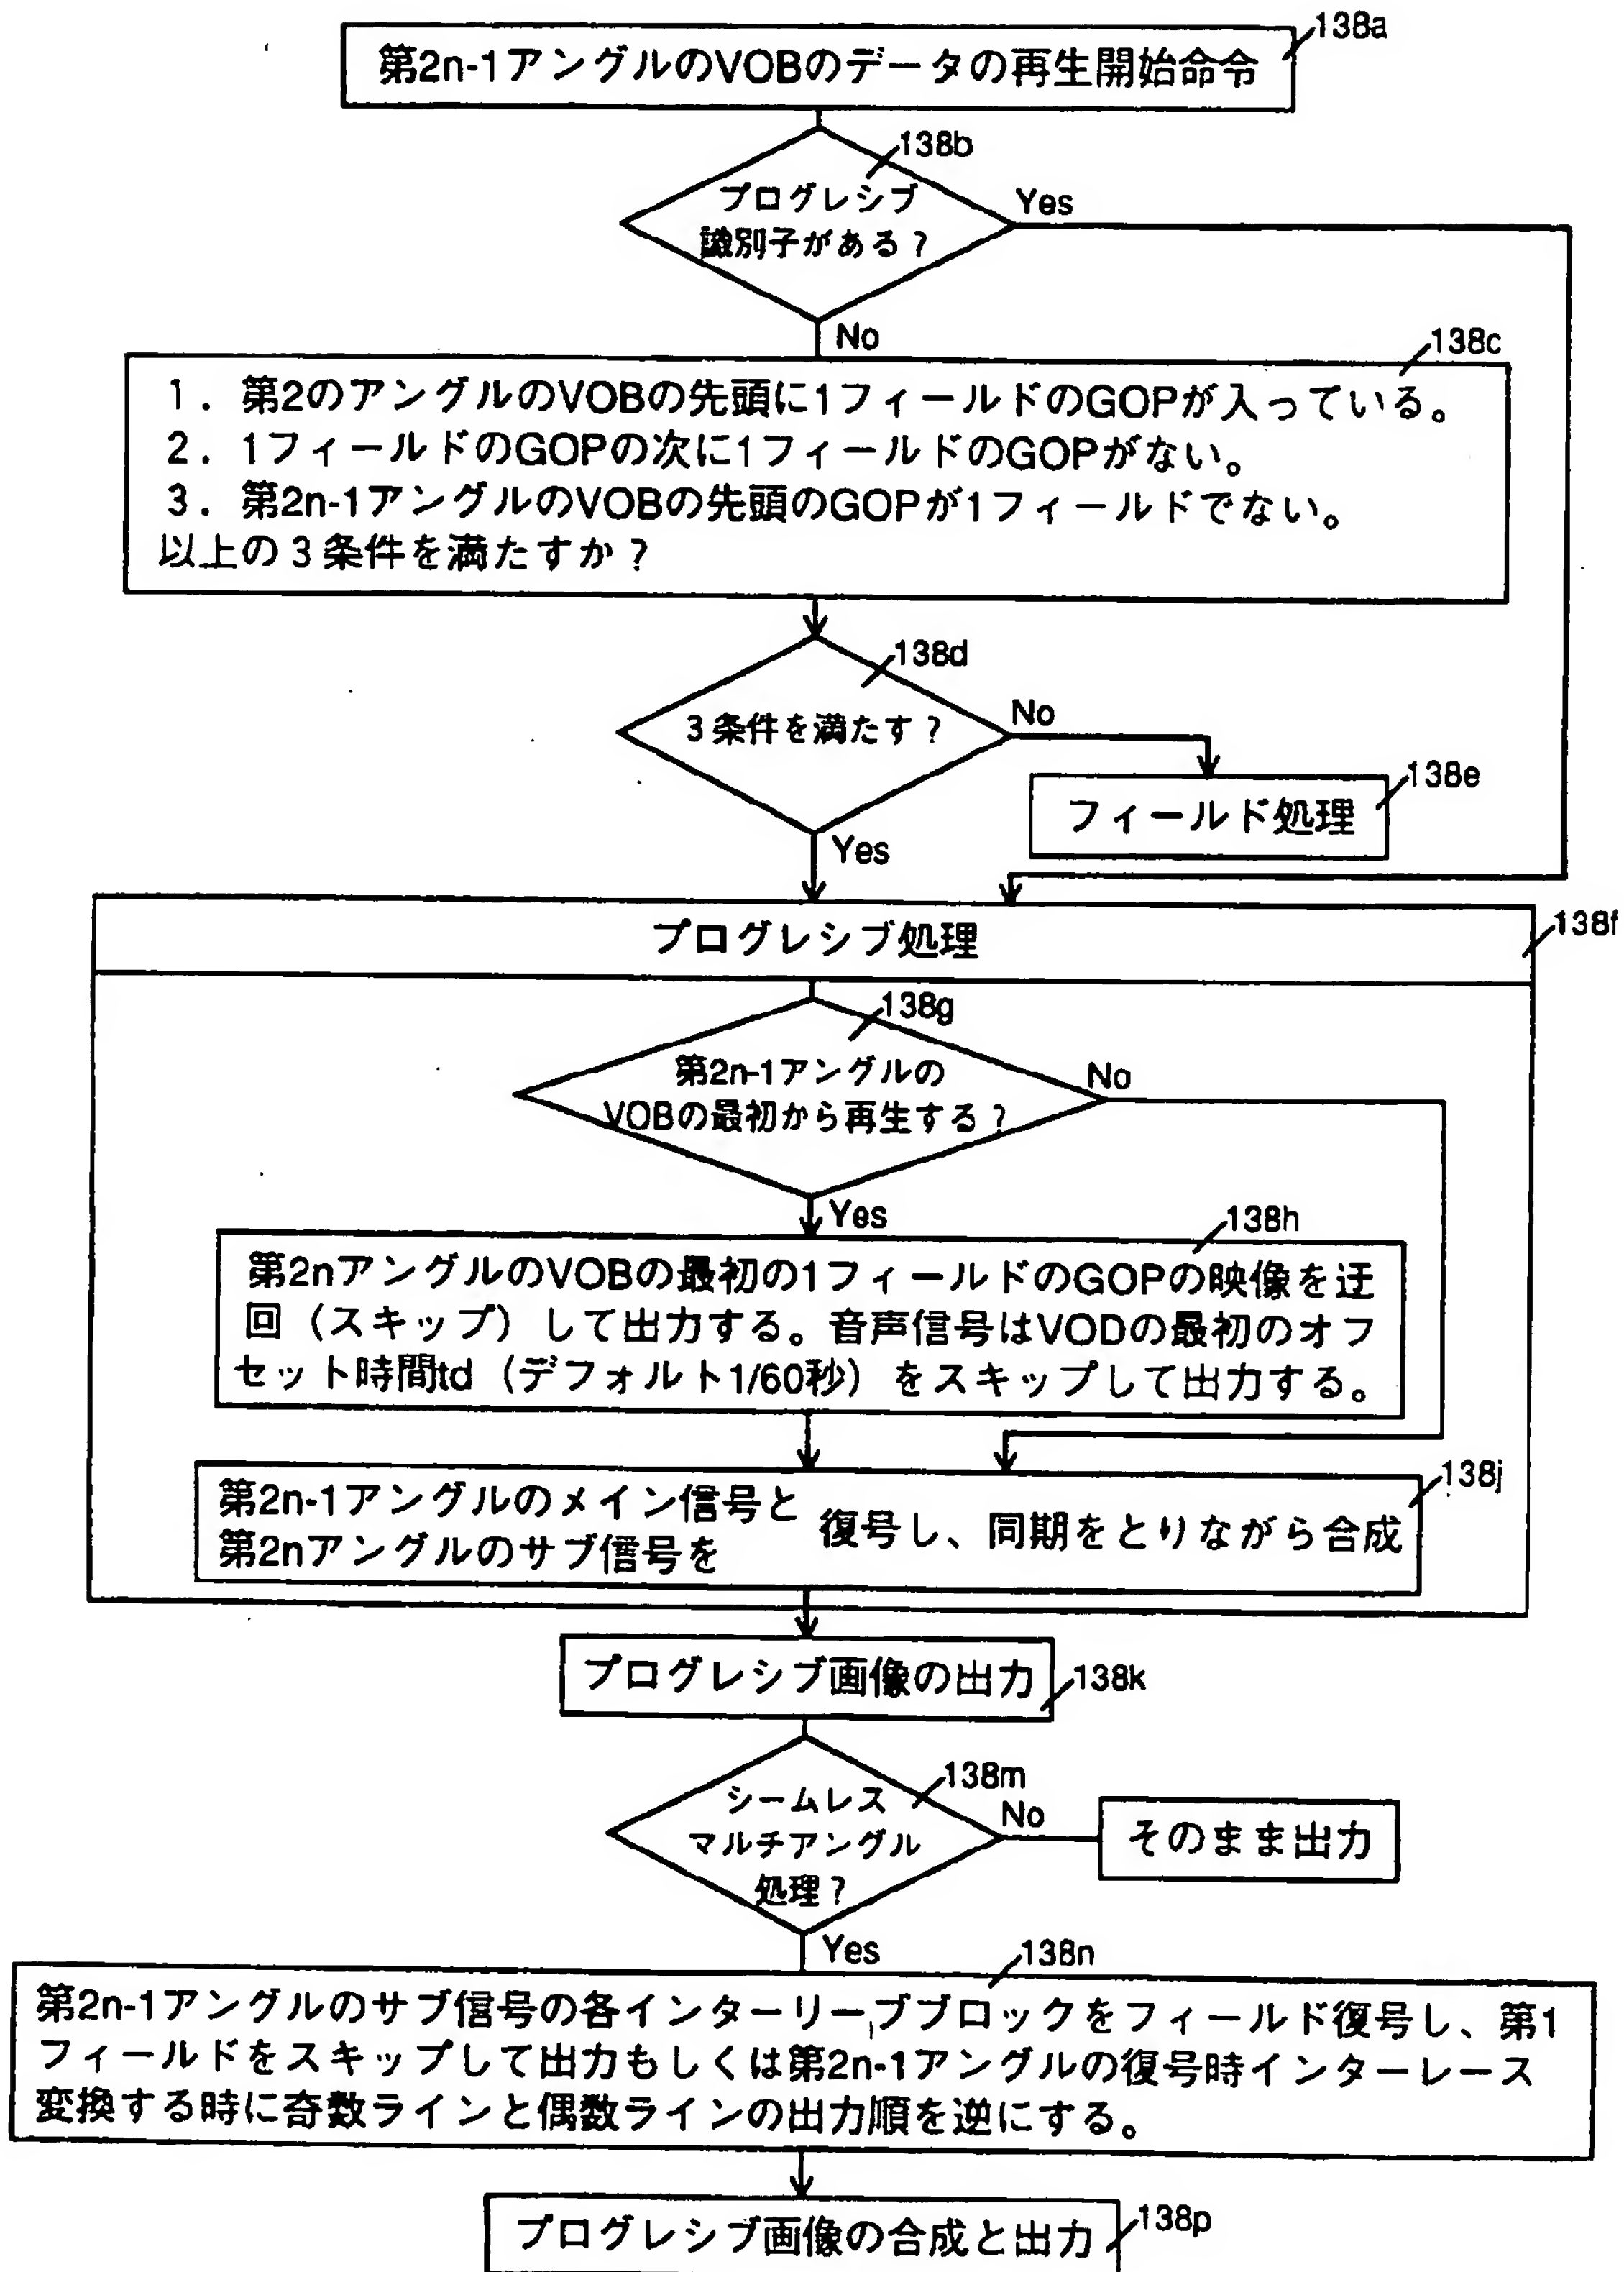 138a
第2n-1アングルのVOBのデータの再生開始命令
138b
プログレシブ
識別子がある？
Yes
No
138c
1．第2のアングルのVOBの先頭に1フィールドのGOPが入っている。
2．1フィールドのGOPの次に1フィールドのGOPがない。
3．第2n-1アングルのVOBの先頭のGOPが1フィールドでない。
以上の3条件を満たすか？
138d
3条件を満たす？
No
138e
フィールド処理
Yes
プログレシブ処理
138f
138g
第2n-1アングルの
VOBの最初から再生する？
No
Yes
138h
第2nアングルのVOBの最初の1フィールドのGOPの映像を迂
回（スキップ）して出力する。音声信号はVODの最初のオフ
セット時間td（デフォルト1/60秒）をスキップして出力する。
138j
第2n-1アングルのメイン信号と
第2nアングルのサブ信号を
復号し、同期をとりながら合成
プログレシブ画像の出力
138k
138m
シームレス
マルチアングル
処理？
No
そのまま出力
Yes
138n
第2n-1アングルのサブ信号の各インターリーブブロックをフィールド復号し、第1
フィールドをスキップして出力もしくは第2n-1アングルの復号時インターレース
変換する時に奇数ラインと偶数ラインの出力順を逆にする。
プログレシブ画像の合成と出力
138p